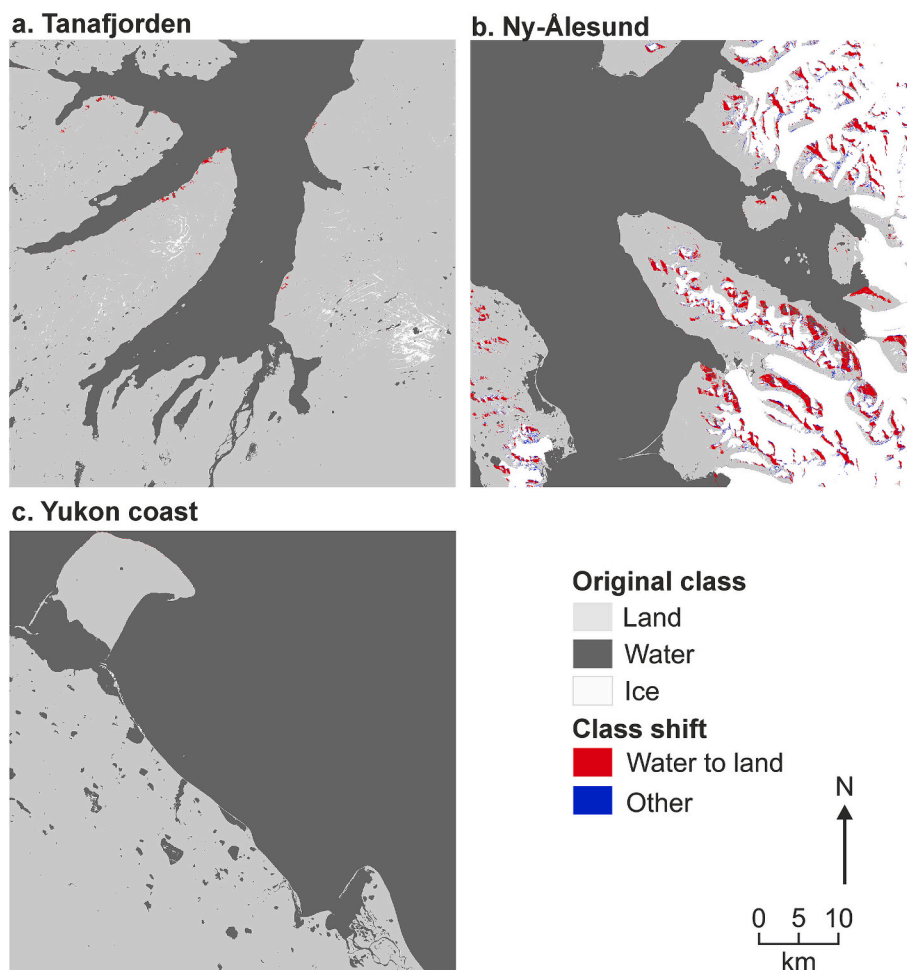 a. Tanafjorden
b. Ny-Ålesund
c. Yukon coast
Original class
Land
Water
Ice
Class shift
Water to land
Other
N
0 5 10
km